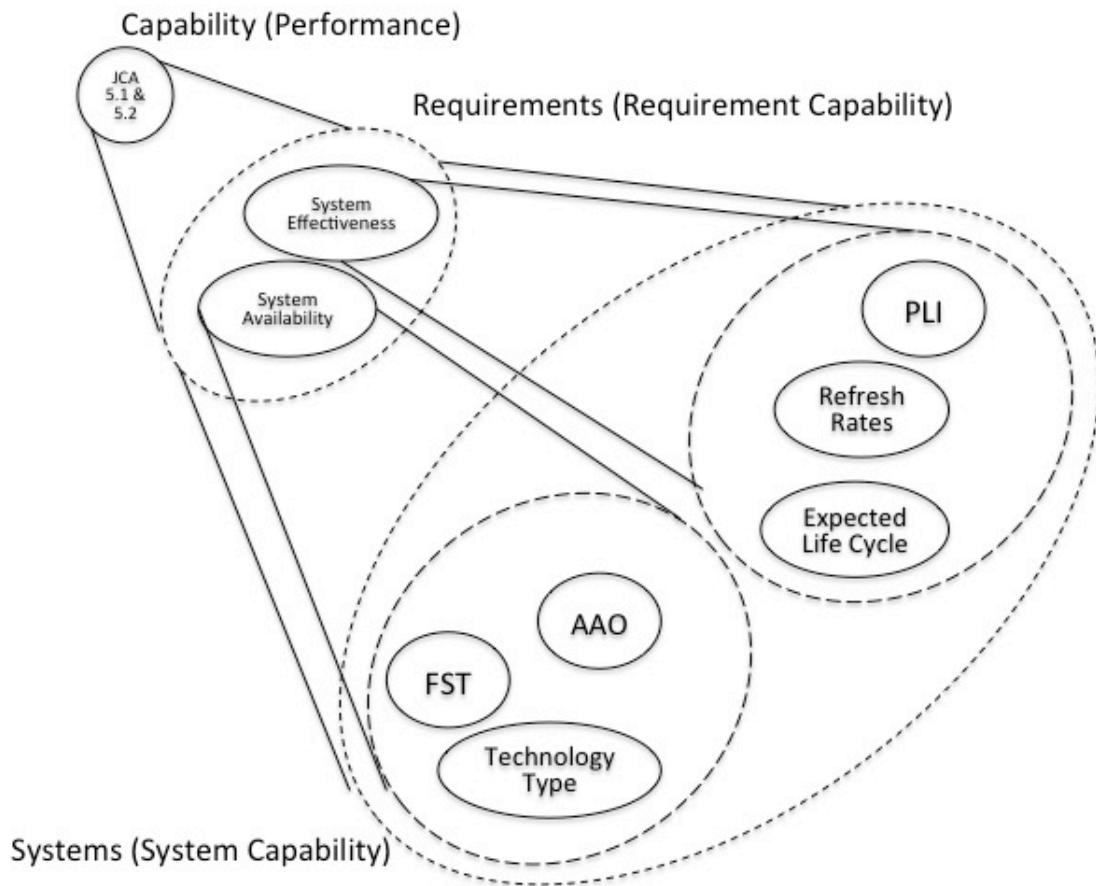 Capability (Performance)
JCA
5.1 &
5.2
Requirements (Requirement Capability)
System
Effectiveness
System
Availability
PLI
Refresh
Rates
Expected
Life Cycle
AAO
FST
Technology
Type
Systems (System Capability)